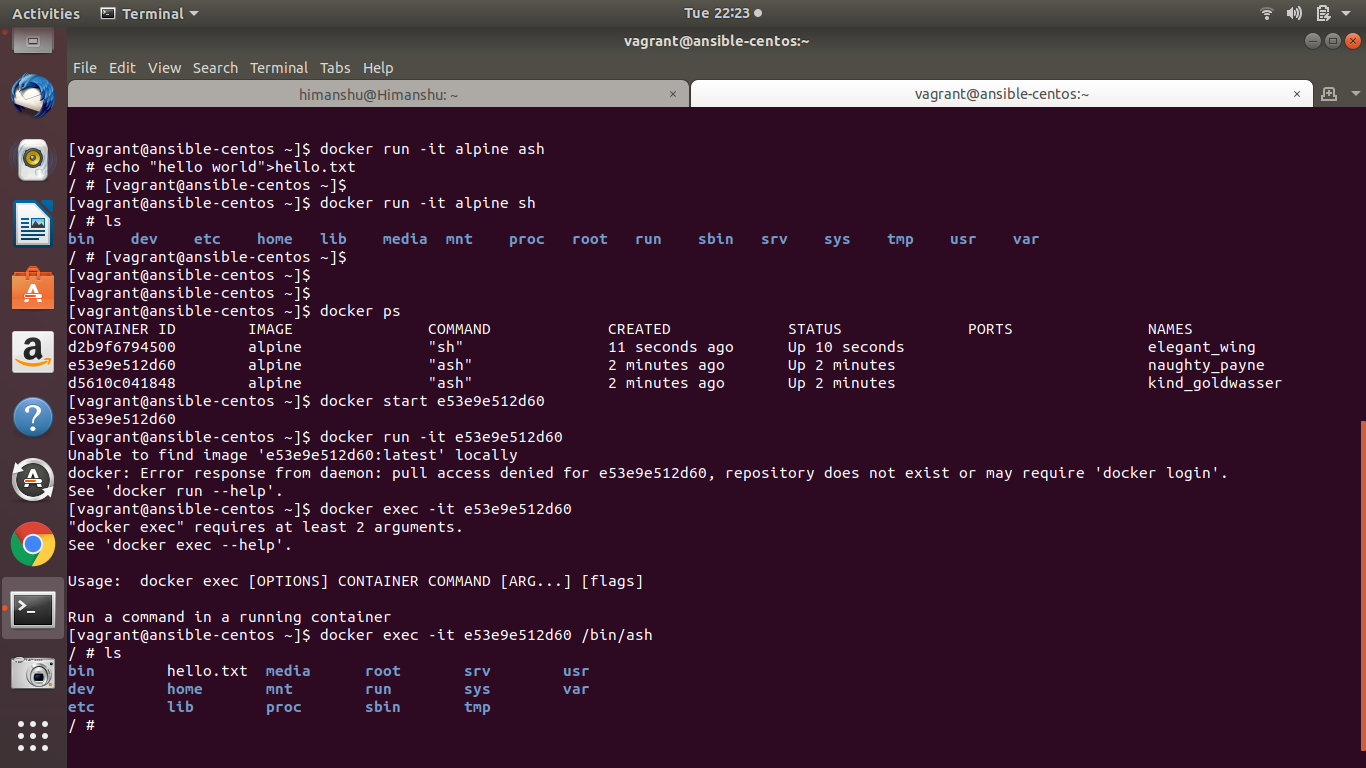 Activities Terminal Tue 22:23
vagrant@ansible-centos:~
File Edit View Search Terminal Tabs Help
himanshu@Himanshu: ~ × vagrant@ansible-centos:~ ×
[vagrant@ansible-centos ~]$ docker run -it alpine ash
/ # echo "hello world">hello.txt
/ # [vagrant@ansible-centos ~]$
[vagrant@ansible-centos ~]$ docker run -it alpine sh
/ # ls
bin dev etc home lib media mnt proc root run sbin srv sys tmp usr var
/ # [vagrant@ansible-centos ~]$
[vagrant@ansible-centos ~]$
[vagrant@ansible-centos ~]$
[vagrant@ansible-centos ~]$ docker ps
CONTAINER ID IMAGE COMMAND CREATED STATUS PORTS NAMES
d2b9f6794500 alpine "sh" 11 seconds ago Up 10 seconds elegant_wing
e53e9e512d60 alpine "ash" 2 minutes ago Up 2 minutes naughty_payne
d5610c041848 alpine "ash" 2 minutes ago Up 2 minutes kind_goldwasser
[vagrant@ansible-centos ~]$ docker start e53e9e512d60
e53e9e512d60
[vagrant@ansible-centos ~]$ docker run -it e53e9e512d60
Unable to find image 'e53e9e512d60:latest' locally
docker: Error response from daemon: pull access denied for e53e9e512d60, repository does not exist or may require 'docker login'.
See 'docker run --help'.
[vagrant@ansible-centos ~]$ docker exec -it e53e9e512d60
"docker exec" requires at least 2 arguments.
See 'docker exec --help'.
Usage:  docker exec [OPTIONS] CONTAINER COMMAND [ARG...] [flags]
Run a command in a running container
[vagrant@ansible-centos ~]$ docker exec -it e53e9e512d60 /bin/ash
/ # ls
bin hello.txt media root srv usr
dev home mnt run sys var
etc lib proc sbin tmp
/ #